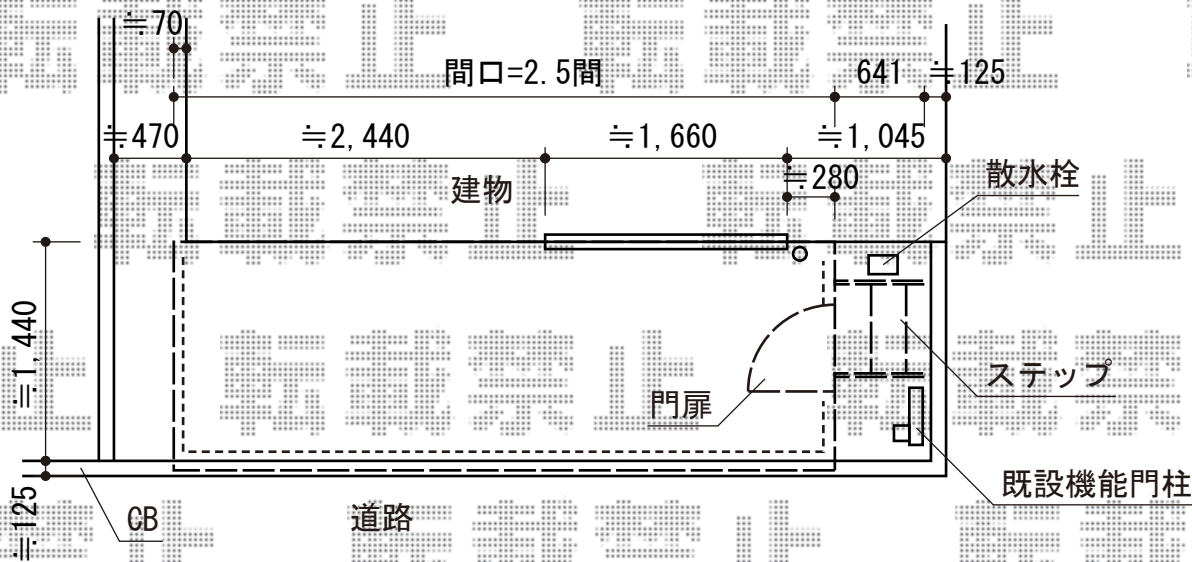 ≒70
間口=2.5間
641
≒125
≒470
≒2,440
≒1,660
≒1,045
建物
≒280
散水栓
≒1,440
ステップ
門扉
既設機能門柱
≒125
CB
道路
転載禁止